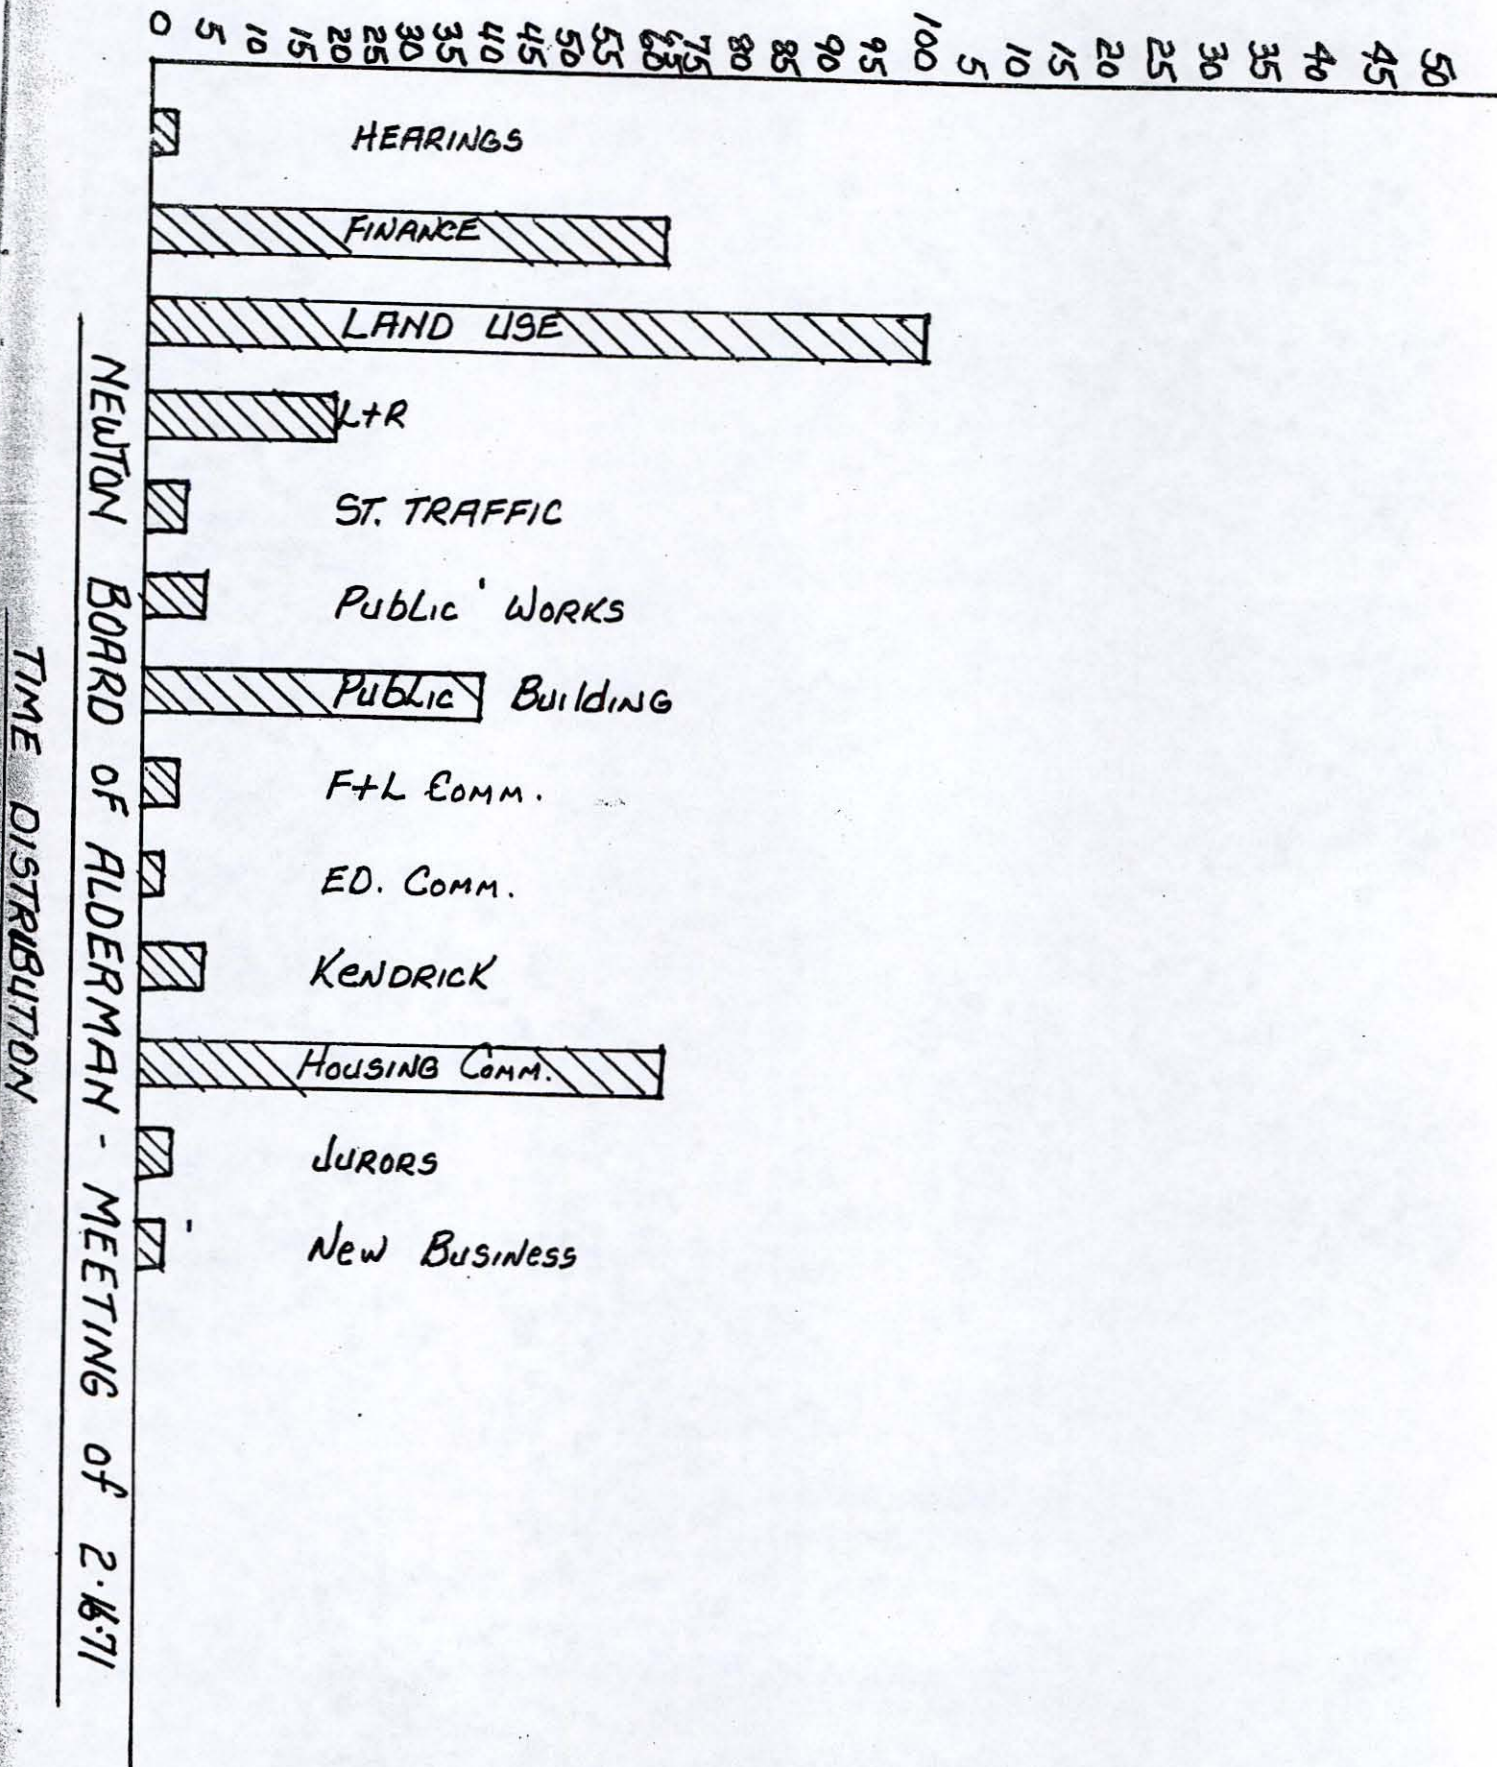 0 5 10 15 20 25 30 35 40 45 50 55 60 65 75 80 85 90 95 100 5 10 15 20 25 30 35 40 45 50
HEARINGS
FINANCE
LAND USE
L+R
ST. TRAFFIC
PUBLIC WORKS
PUBLIC BuildING
F+L COMM.
ED. COMM.
KeNDRICK
HOUSING COMM.
JURORS
New BUSINess
NEWTON BOARD OF ALDERMAN - MEETING of 2.16.71
TIME DISTRIBUTION